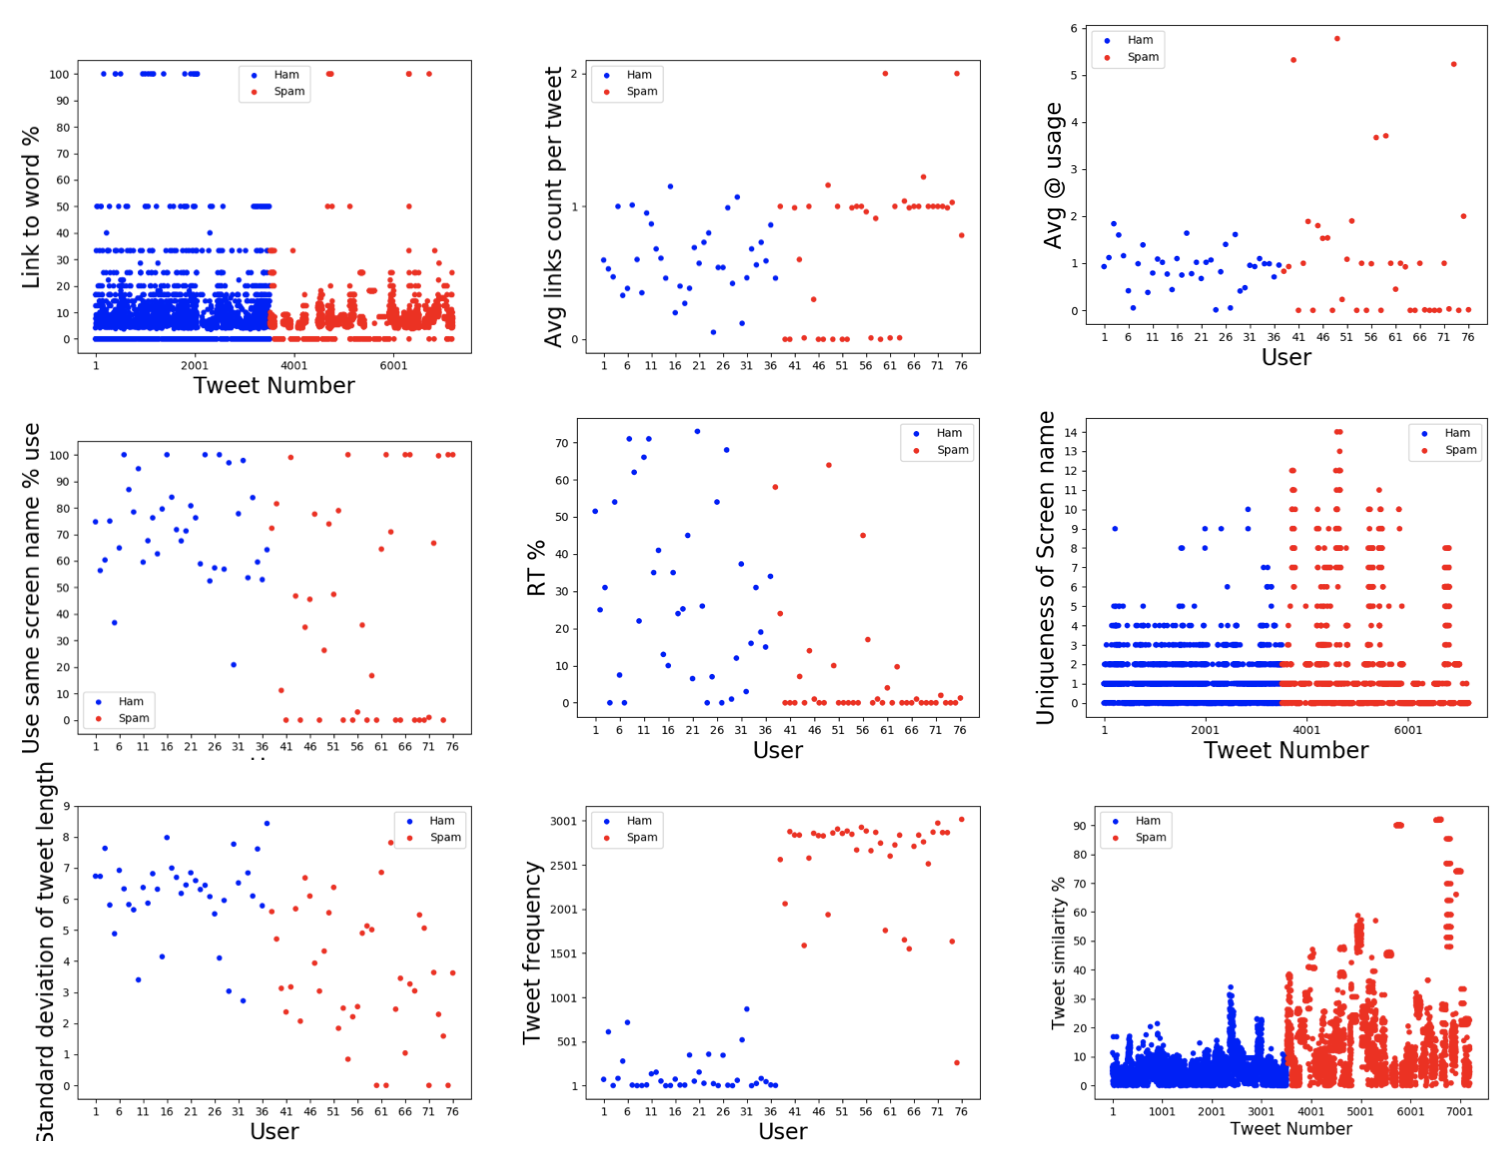 Link to word %
100
90
80
70
60
50
40
30
20
10
0
Ham
Spam
1
2001
4001
6001
Tweet Number
Avg links count per tweet
2
1
0
Ham
Spam
1 6 11 16 21 26 31 36 41 46 51 56 61 66 71 76
Avg @ usage
6
5
4
3
2
1
0
Ham
Spam
1 6 11 16 21 26 31 36 41 46 51 56 61 66 71 76
User
Use same screen name % use
100
90
80
70
60
50
40
30
20
10
0
Ham
Spam
1 6 11 16 21 26 31 36 41 46 51 56 61 66 71 76
RT %
70
60
50
40
30
20
10
0
Ham
Spam
1 6 11 16 21 26 31 36 41 46 51 56 61 66 71 76
User
Uniqueness of Screen name
14
13
12
11
10
9
8
7
6
5
4
3
2
1
0
Ham
Spam
1 2001 4001 6001
Tweet Number
Standard deviation of tweet length
9
8
7
6
5
4
3
2
1
0
Ham
Spam
1 6 11 16 21 26 31 36 41 46 51 56 61 66 71 76
User
Tweet frequency
3001
2501
2001
1501
1001
501
1
Ham
Spam
1 6 11 16 21 26 31 36 41 46 51 56 61 66 71 76
User
Tweet similarity %
90
80
70
60
50
40
30
20
10
0
Ham
Spam
1 1001 2001 3001 4001 5001 6001 7001
Tweet Number